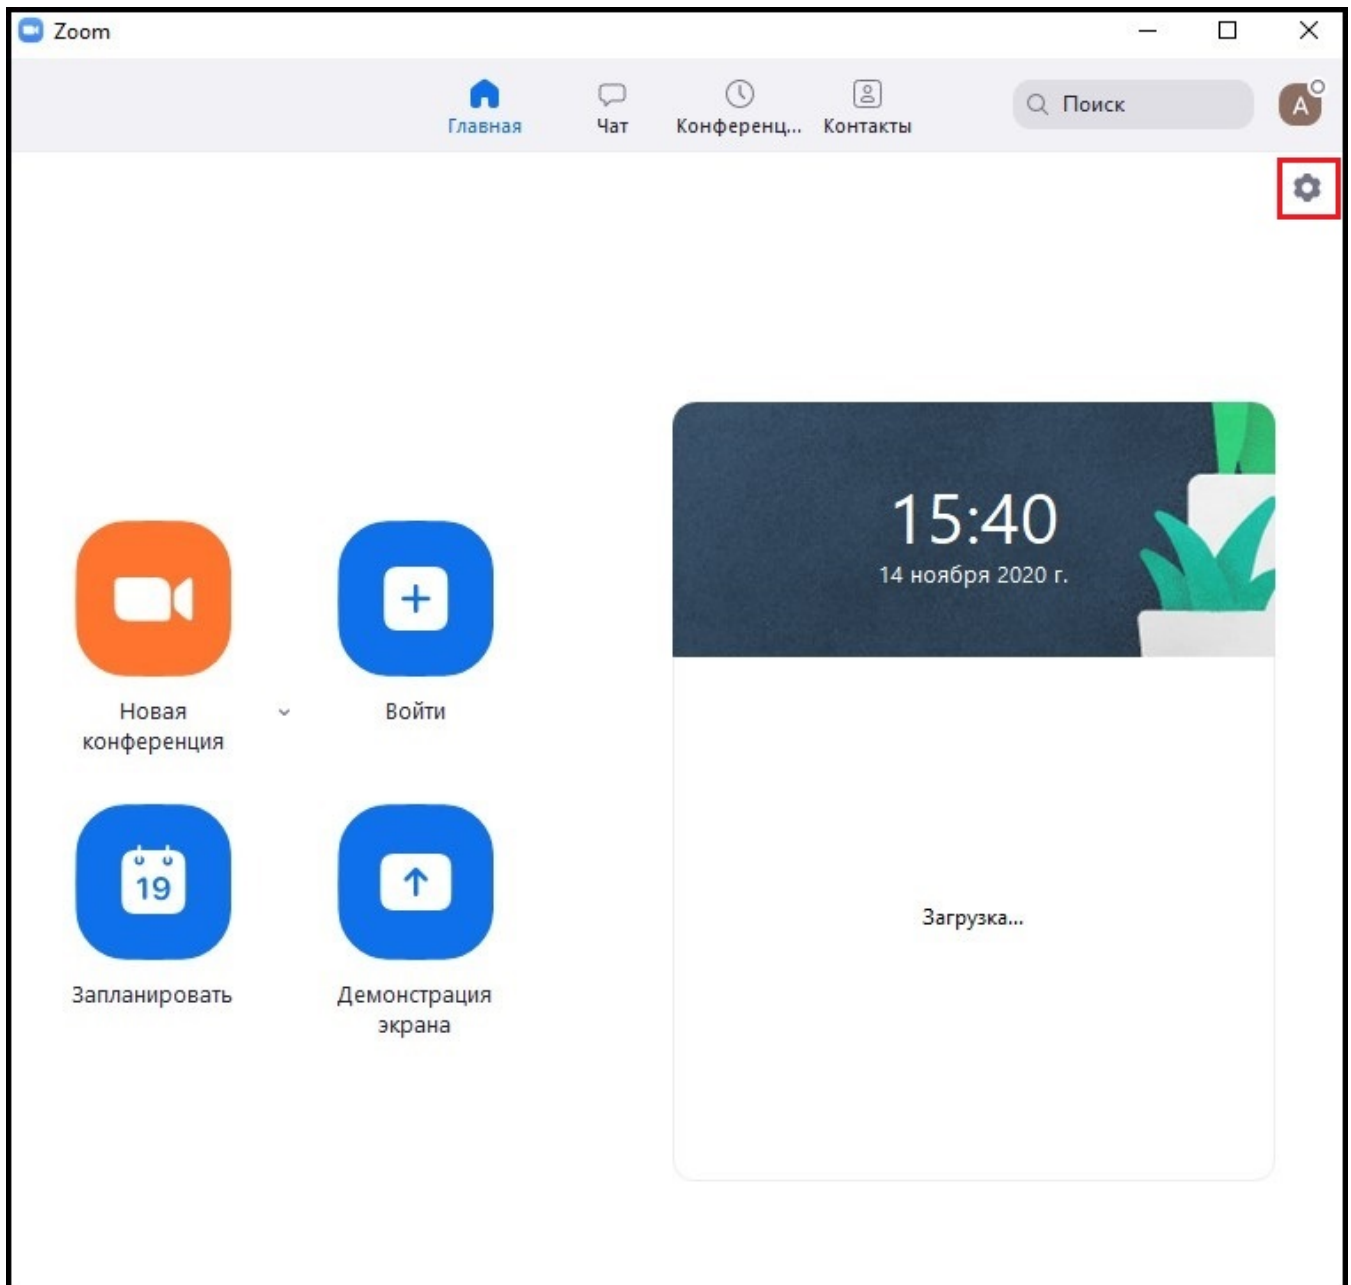 Zoom
Главная
Чат
Конференц...
Контакты
Поиск
A
15:40
14 ноября 2020 г.
Новая
конференция
Войти
19
Запланировать
Демонстрация
экрана
Загрузка...